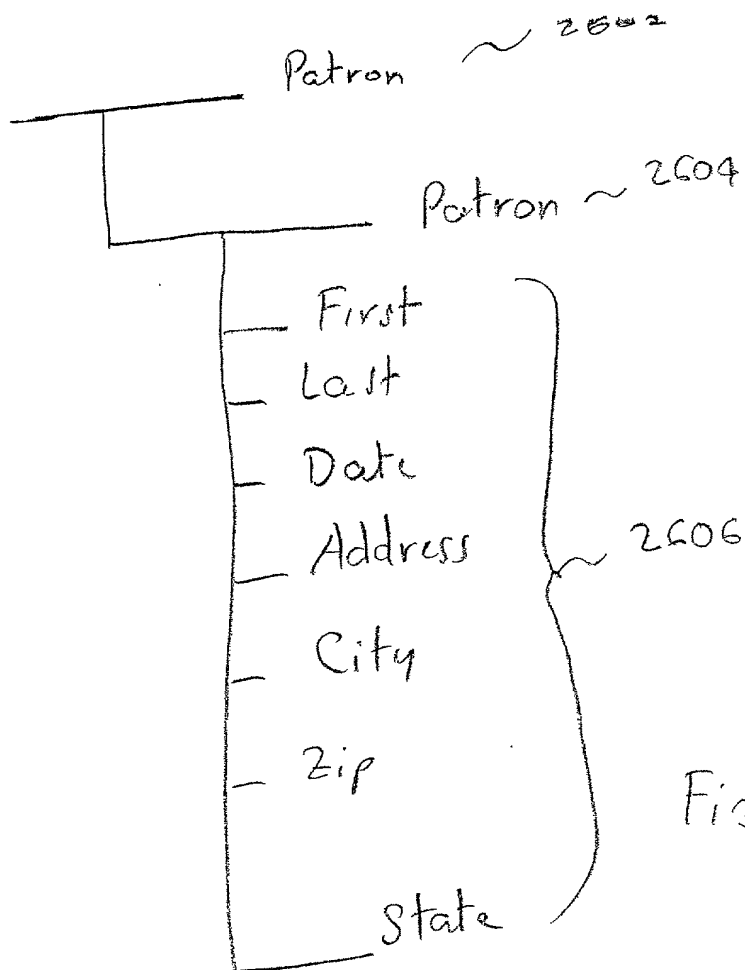 Patron ~ 2602
Patron ~ 2604
First
Last
Date
Address
2606
City
Zip
State